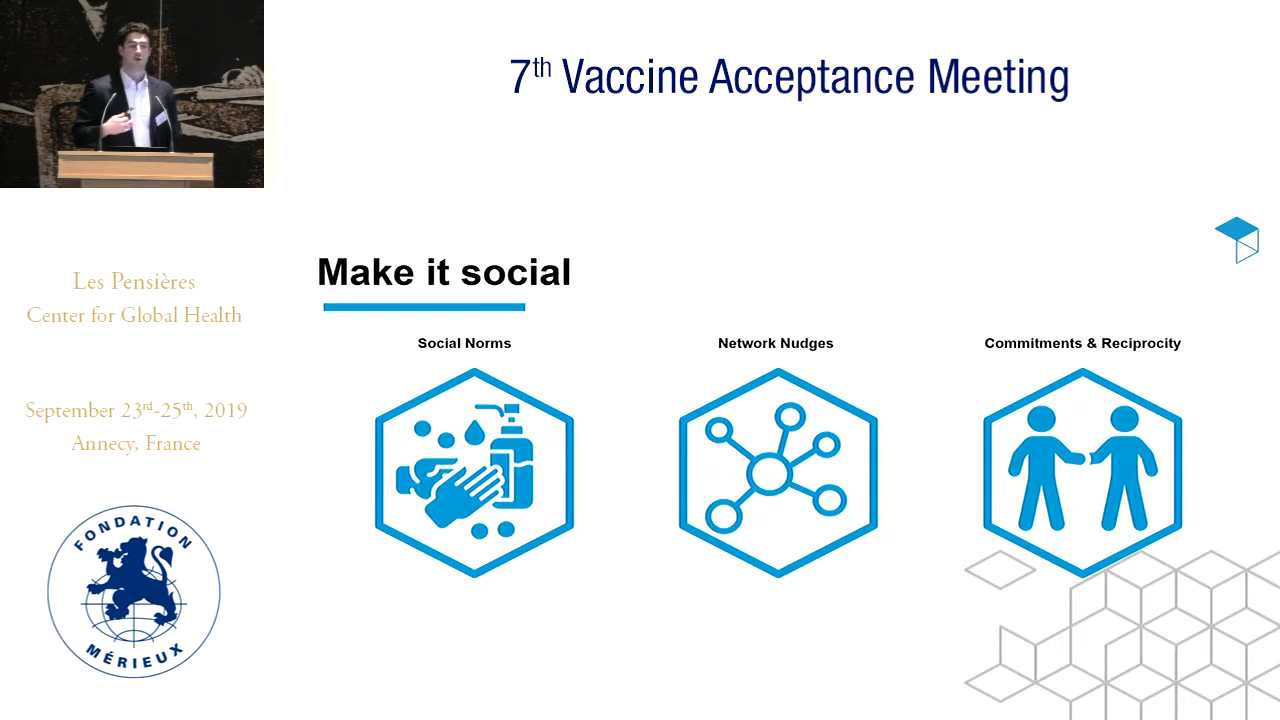 7th Vaccine Acceptance Meeting
Les Pensières
Center for Global Health
September 23rd-25th, 2019
Annecy, France
FONDATION
MÉRIEUX
Make it social
Social Norms
Network Nudges
Commitments & Reciprocity